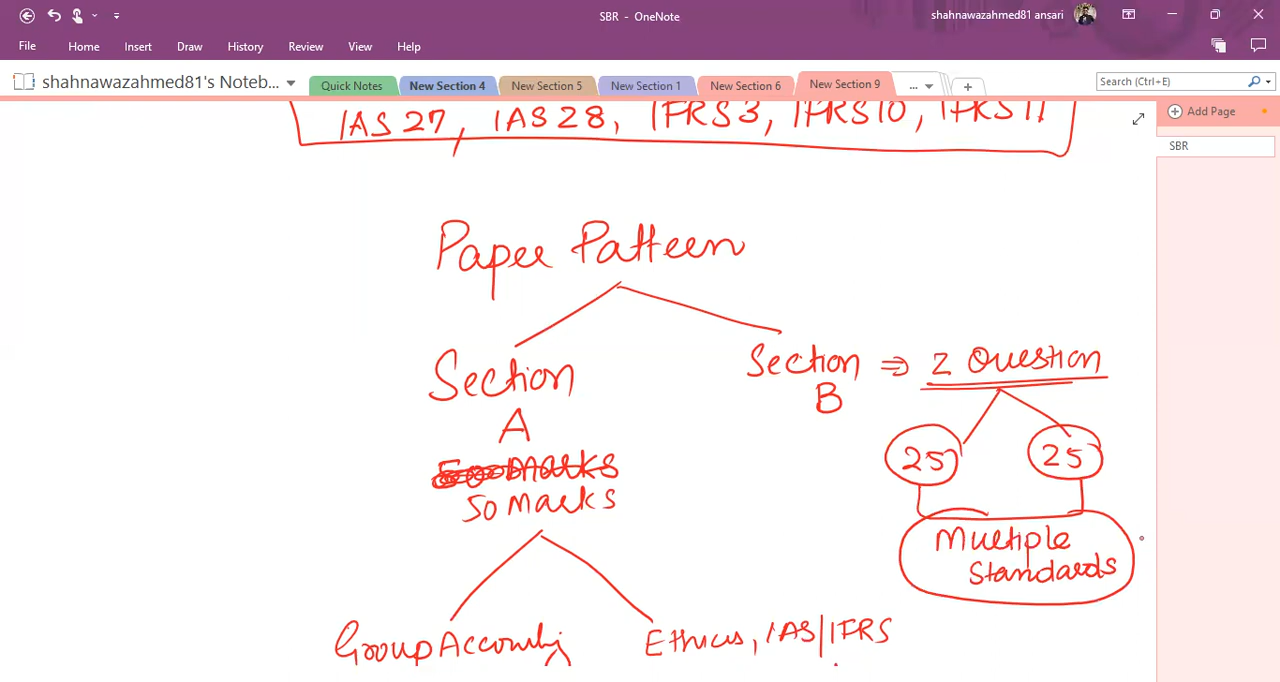 SBR - OneNote
shahnawazahmed81 ansari
File Home Insert Draw History Review View Help
shahnawazahmed81's Noteb...
Quick Notes New Section 4 New Section 5 New Section 1 New Section 6 New Section 9 ...
Search (Ctrl+E)
Add Page
SBR
IAS 27, IAS 28, IFRS 3, IFRS 10, IFRS 11
Paper Pattern
Section A
50 Marks
50 Marks
Section B ⇒ 2 Question
25 25
Multiple
Standards
Group Accounting
Ethics, IAS/IFRS